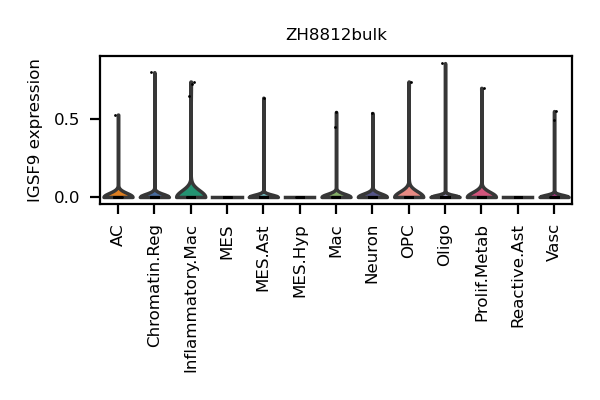 ZH8812bulk
IGSF9 expression
0.5
0.0
AC
Chromatin.Reg
Inflammatory.Mac
MES
MES.Ast
MES.Hyp
Mac
Neuron
OPC
Oligo
Prolif.Metab
Reactive.Ast
Vasc